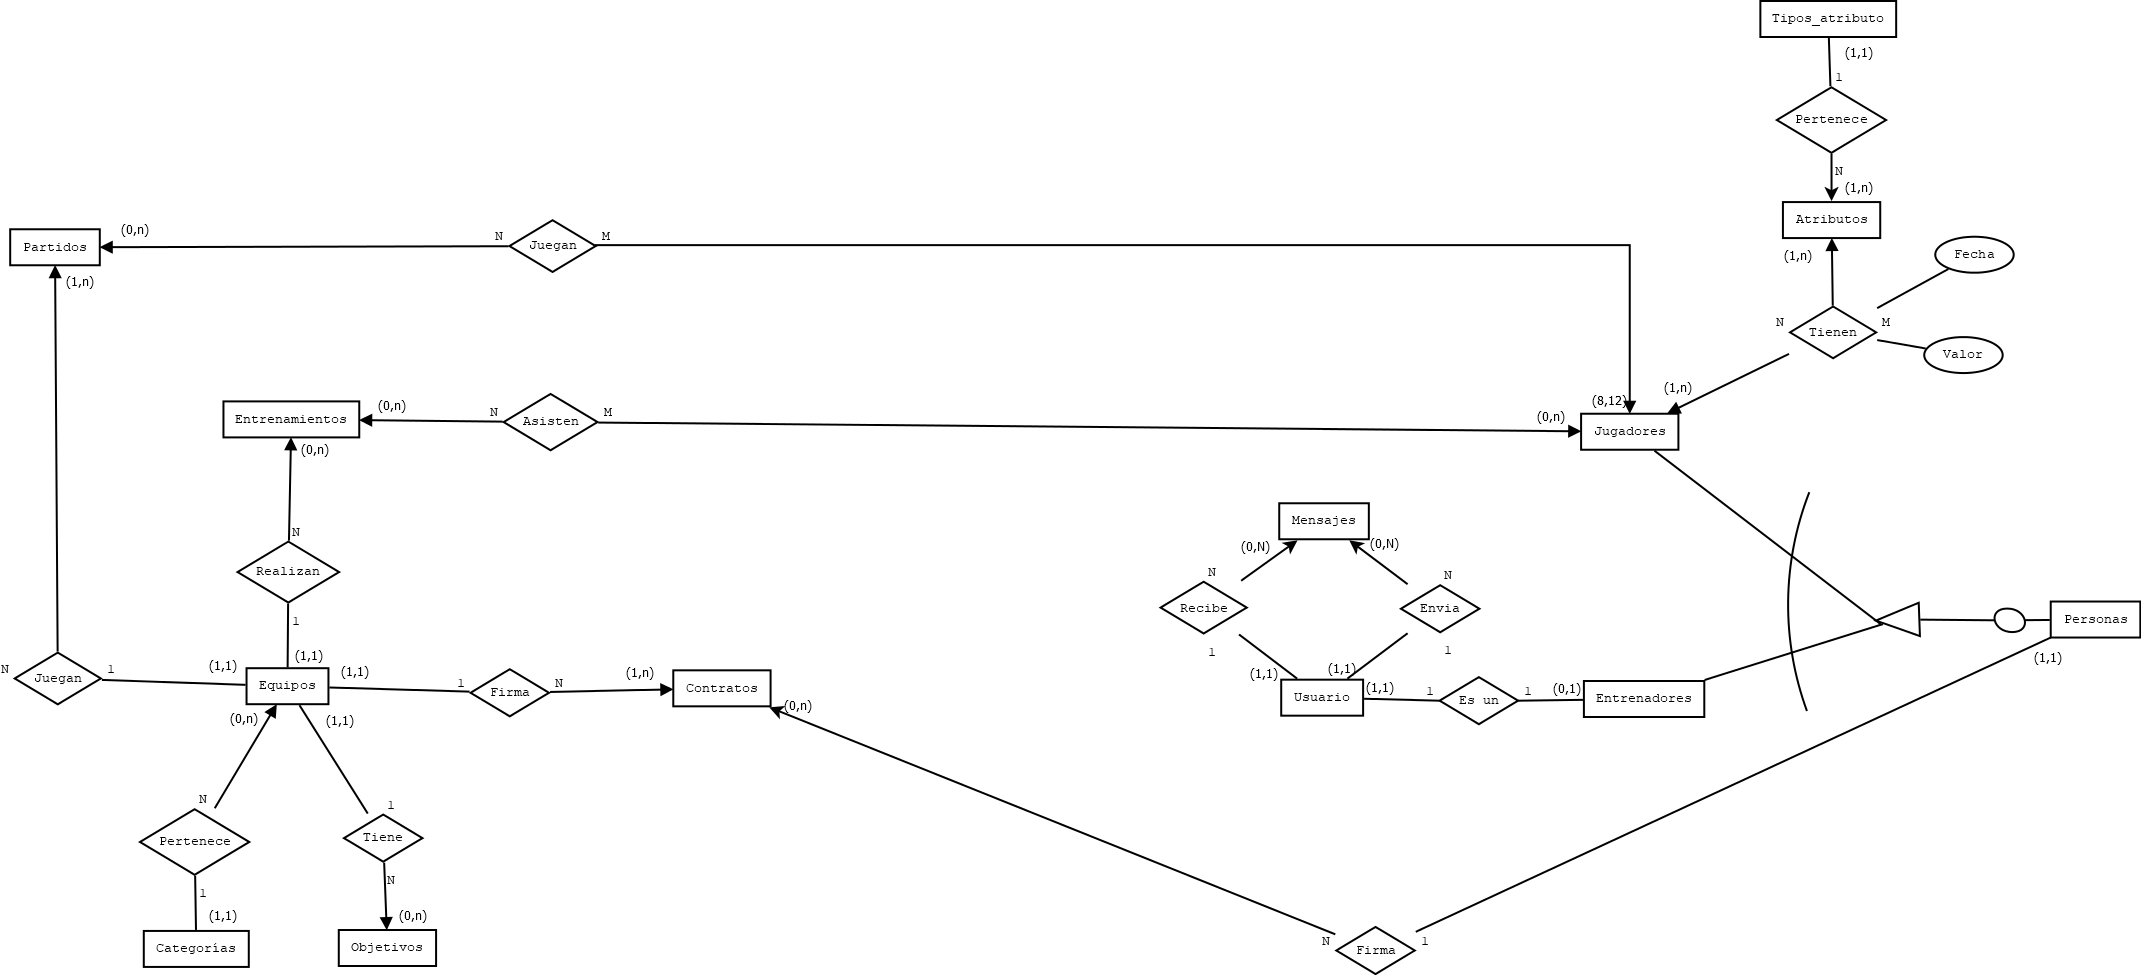 Tipos_atributo
(1,1)
1
Pertenece
N
(1,n)
Atributos
(1,n)
Fecha
N
Tienen
M
Valor
(1,n)
Partidos
(0,n)
N
Juegan
M
(8,12)
(1,n)
Entrenamientos
(0,n)
N
Asisten
M
(0,n)
Jugadores
(0,n)
N
Realizan
1
(1,1)
Mensajes
(0,N)
(0,N)
N
N
Recibe
Envia
1
1
(1,1)
(1,1)
Usuario
(1,1)
1
Es un
1
(0,1)
Entrenadores
Personas
(1,1)
N
Juegan
1
(1,1)
Equipos
(1,1)
1
Firma
N
(1,n)
Contratos
(0,n)
(0,n)
(1,1)
N
Pertenece
1
(1,1)
Categorías
1
Tiene
N
(0,n)
Objetivos
N
Firma
1